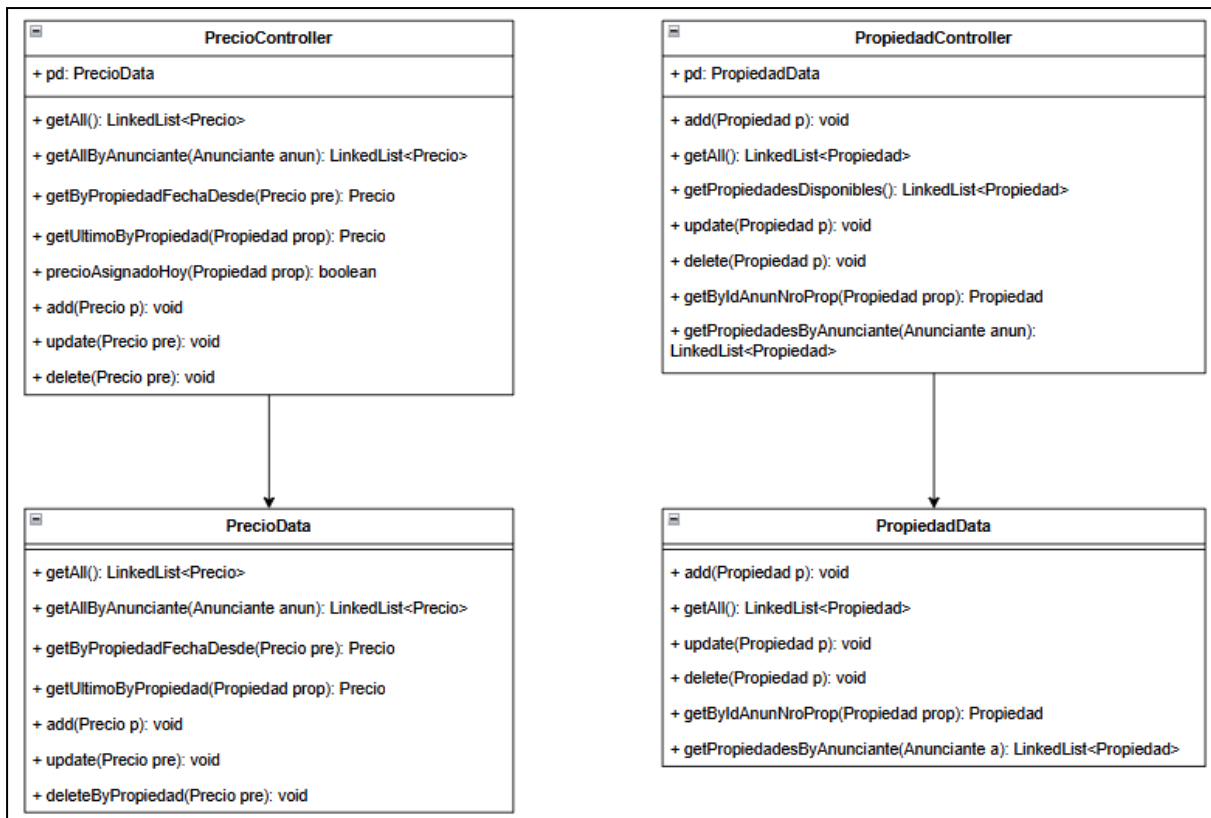 PrecioController
+ pd: PrecioData
+ getAll(): LinkedList<Precio>
+ getAllByAnunciante(Anunciante anun): LinkedList<Precio>
+ getByPropiedadFechaDesde(Precio pre): Precio
+ getUltimoByPropiedad(Propiedad prop): Precio
+ precioAsignadoHoy(Propiedad prop): boolean
+ add(Precio p): void
+ update(Precio pre): void
+ delete(Precio pre): void
PropiedadController
+ pd: PropiedadData
+ add(Propiedad p): void
+ getAll(): LinkedList<Propiedad>
+ getPropiedadesDisponibles(): LinkedList<Propiedad>
+ update(Propiedad p): void
+ delete(Propiedad p): void
+ getByIdAnunNroProp(Propiedad prop): Propiedad
+ getPropiedadesByAnunciante(Anunciante anun):
LinkedList<Propiedad>
PrecioData
+ getAll(): LinkedList<Precio>
+ getAllByAnunciante(Anunciante anun): LinkedList<Precio>
+ getByPropiedadFechaDesde(Precio pre): Precio
+ getUltimoByPropiedad(Propiedad prop): Precio
+ add(Precio p): void
+ update(Precio pre): void
+ deleteByPropiedad(Precio pre): void
PropiedadData
+ add(Propiedad p): void
+ getAll(): LinkedList<Propiedad>
+ update(Propiedad p): void
+ delete(Propiedad p): void
+ getByIdAnunNroProp(Propiedad prop): Propiedad
+ getPropiedadesByAnunciante(Anunciante a): LinkedList<Propiedad>